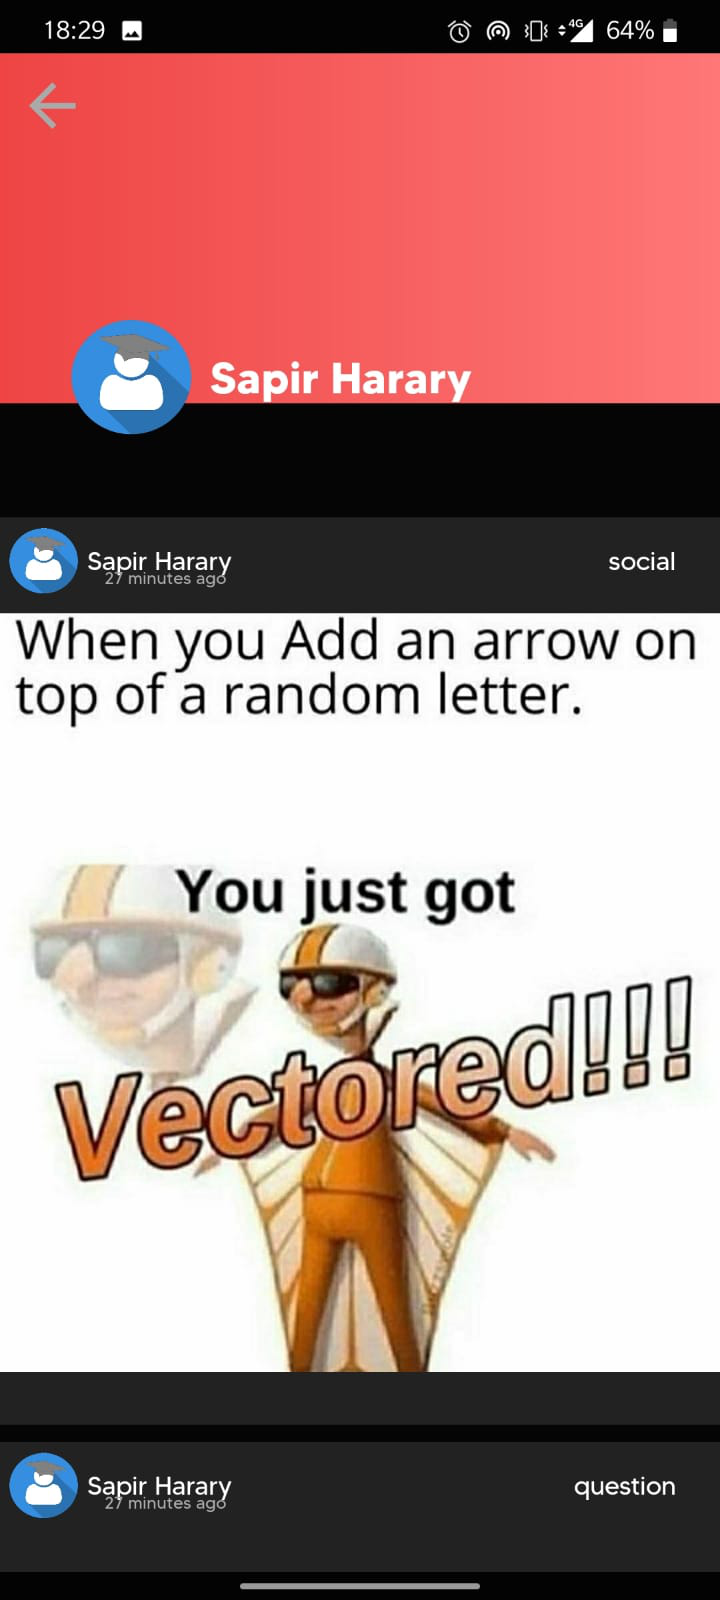 18:29
4G 64%
Sapir Harary
Sapir Harary
27 minutes ago
social
When you Add an arrow on
top of a random letter.
You just got
Vectored!!!
Sapir Harary
27 minutes ago
question